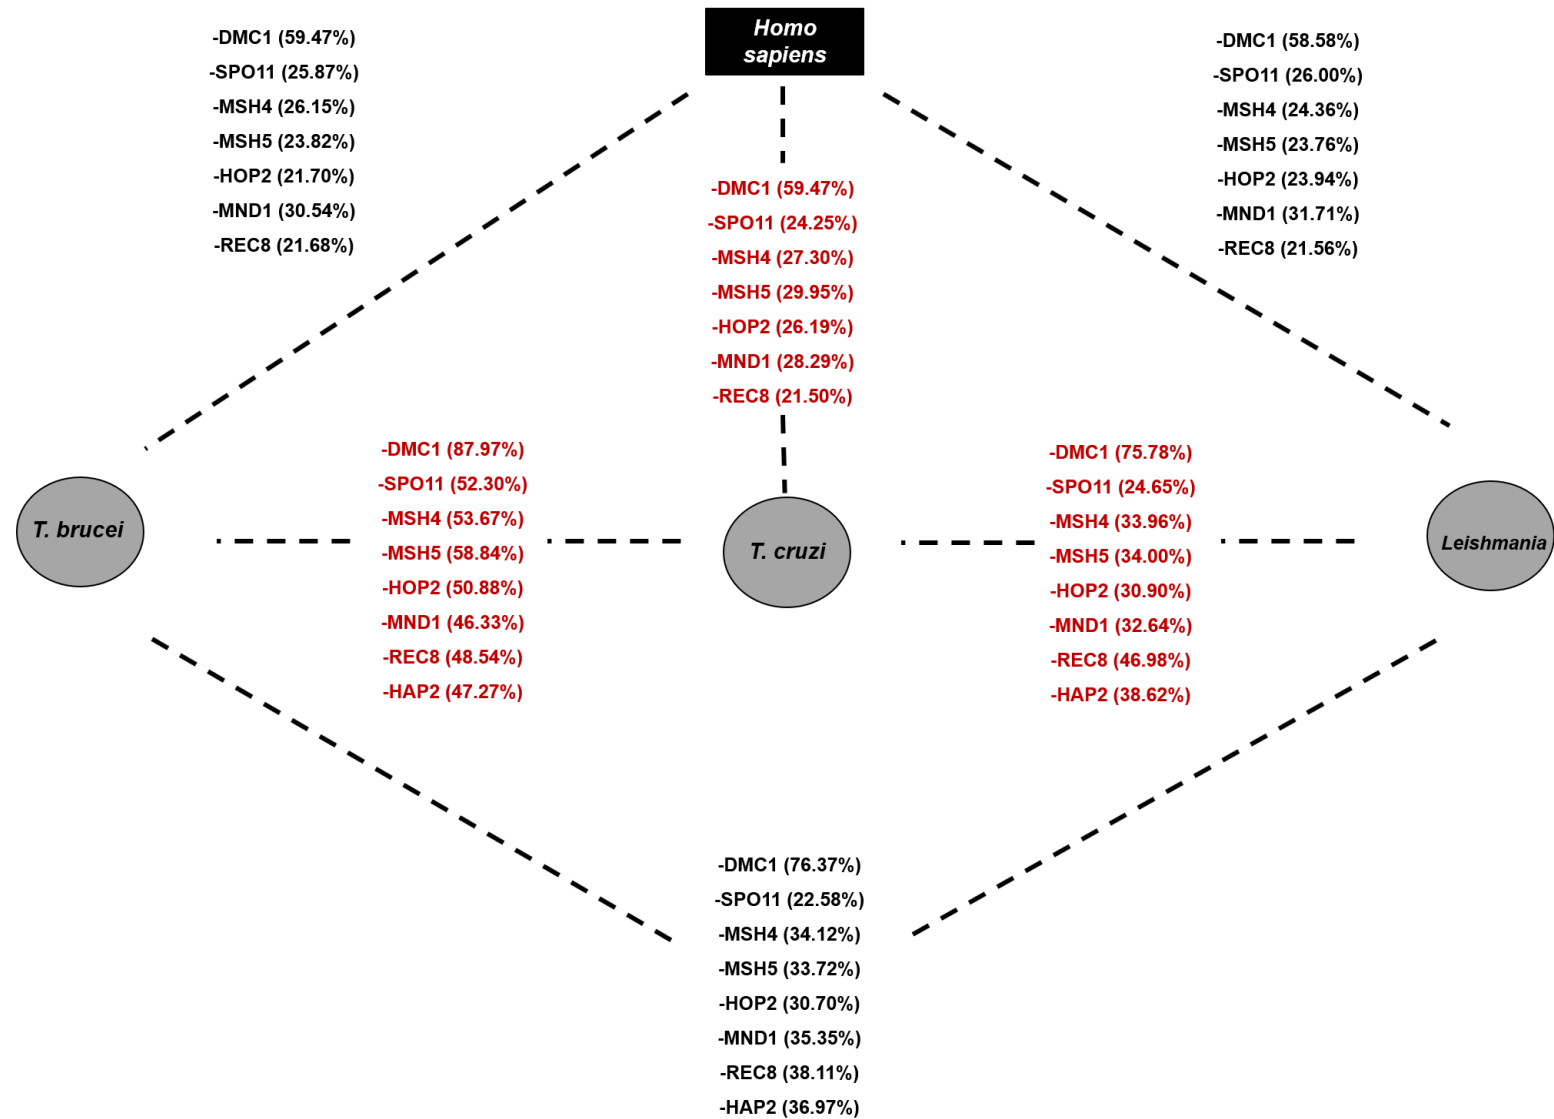 Homo
sapiens
-DMC1 (59.47%)
-SPO11 (25.87%)
-MSH4 (26.15%)
-MSH5 (23.82%)
-HOP2 (21.70%)
-MND1 (30.54%)
-REC8 (21.68%)
-DMC1 (59.47%)
-SPO11 (24.25%)
-MSH4 (27.30%)
-MSH5 (29.95%)
-HOP2 (26.19%)
-MND1 (28.29%)
-REC8 (21.50%)
-DMC1 (58.58%)
-SPO11 (26.00%)
-MSH4 (24.36%)
-MSH5 (23.76%)
-HOP2 (23.94%)
-MND1 (31.71%)
-REC8 (21.56%)
T. brucei
-DMC1 (87.97%)
-SPO11 (52.30%)
-MSH4 (53.67%)
-MSH5 (58.84%)
-HOP2 (50.88%)
-MND1 (46.33%)
-REC8 (48.54%)
-HAP2 (47.27%)
T. cruzi
-DMC1 (75.78%)
-SPO11 (24.65%)
-MSH4 (33.96%)
-MSH5 (34.00%)
-HOP2 (30.90%)
-MND1 (32.64%)
-REC8 (46.98%)
-HAP2 (38.62%)
Leishmania
-DMC1 (76.37%)
-SPO11 (22.58%)
-MSH4 (34.12%)
-MSH5 (33.72%)
-HOP2 (30.70%)
-MND1 (35.35%)
-REC8 (38.11%)
-HAP2 (36.97%)